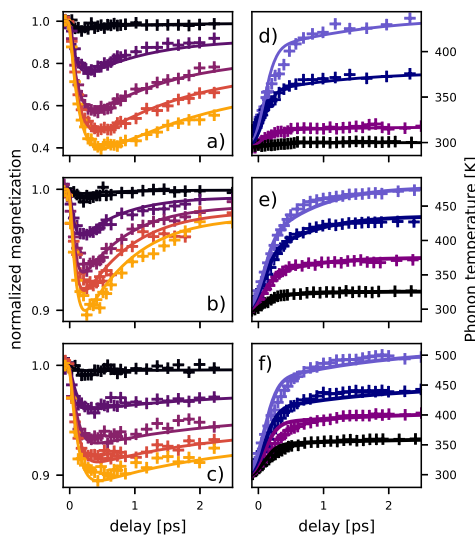 normalized magnetization
1.0
0.8
0.6
0.4
a)
d)
400
350
300
1.0
0.9
b)
e)
450
400
350
300
1.0
0.9
c)
f)
500
450
400
350
300
Phonon temperature [K]
0
1
2
0
1
2
delay [ps]
delay [ps]